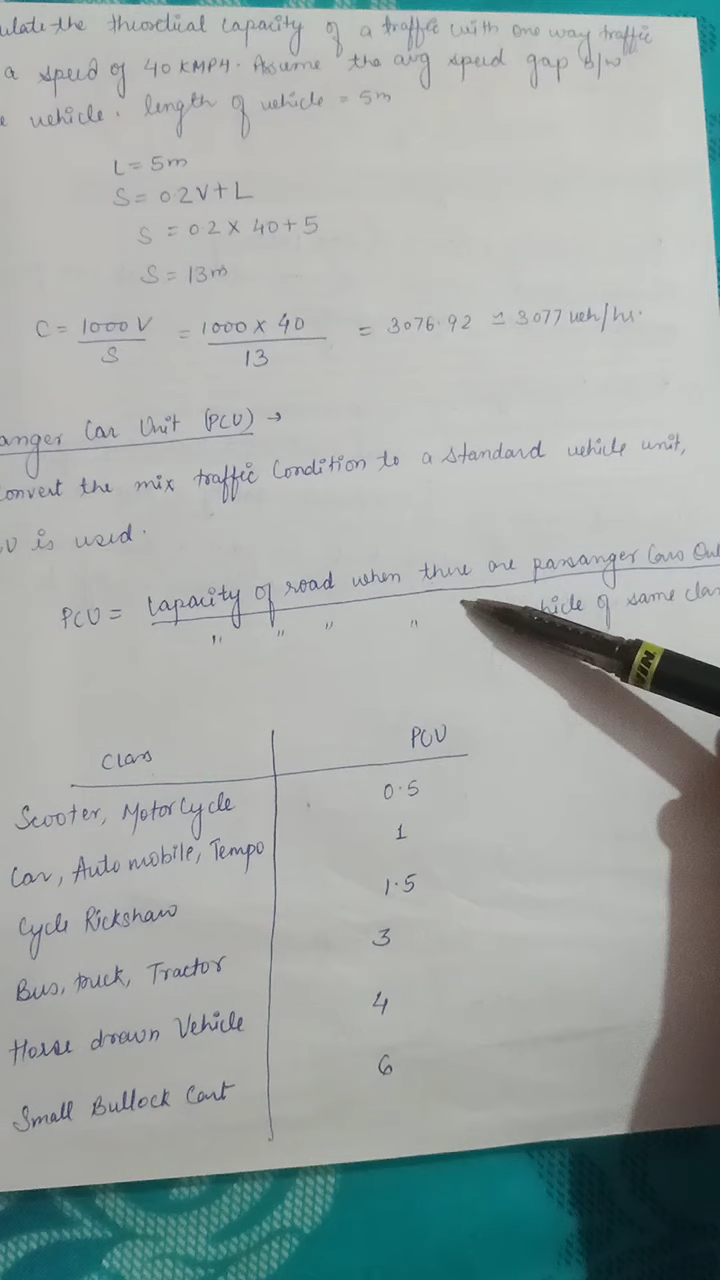 ulate the theoretical capacity of a traffic with one way traffic
a speed of 40 KMPH. Assume the avg speed gap b/w
e vehicle. length of vehicle = 5m
L = 5m
S = 0.2V + L
S = 0.2 × 40 + 5
S = 13m
C = 1000 V / S = 1000 × 40 / 13 = 3076.92 ≃ 3077 veh/hr.
anger Car Unit (PCU) →
convert the mix traffic Condition to a standard vehicle unit,
U is used.
PCU = Capacity of road when there are passanger Cars Onl
" " " " hicle of same clas
WIN
Class PCU
Scooter, Motorcycle 0.5
Car, Automobile, Tempo 1
Cycle Rickshaw 1.5
Bus, truck, Tractor 3
Horse drawn Vehicle 4
Small Bullock Cart 6